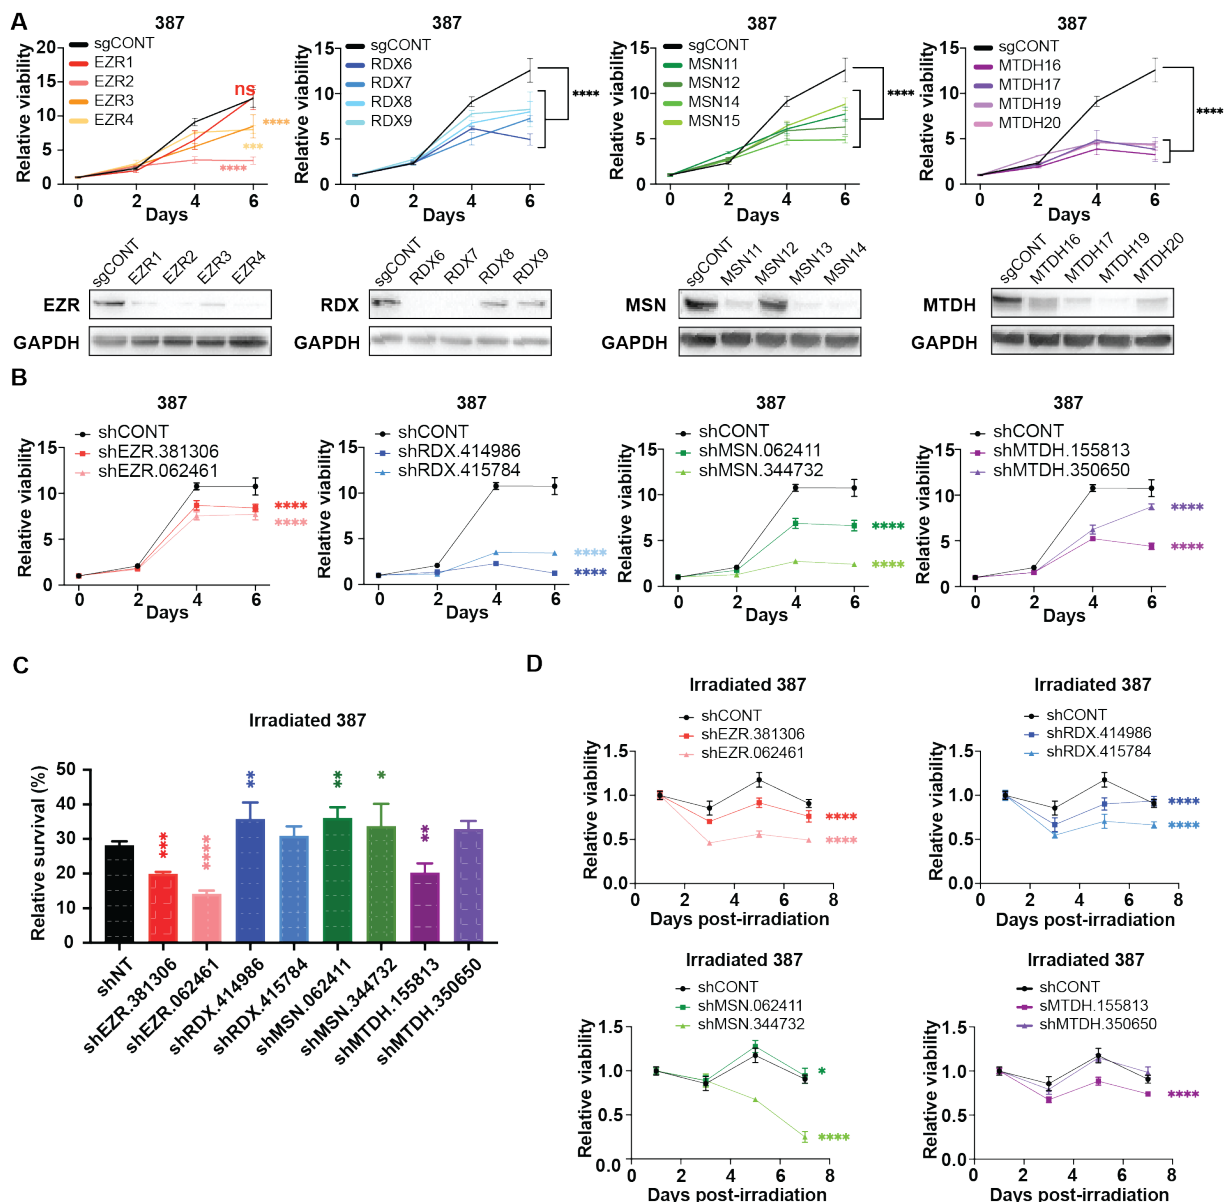 A
387
Relative viability
20
15
10
5
0
sgCONT
EZR1
EZR2
EZR3
EZR4
ns
****
***
****
0 2 4 6
Days
387
Relative viability
15
10
5
0
sgCONT
RDX6
RDX7
RDX8
RDX9
****
0 2 4 6
Days
387
Relative viability
15
10
5
0
sgCONT
MSN11
MSN12
MSN14
MSN15
****
0 2 4 6
Days
387
Relative viability
15
10
5
0
sgCONT
MTDH16
MTDH17
MTDH19
MTDH20
****
0 2 4 6
Days
sgCONT EZR1 EZR2 EZR3 EZR4
EZR
GAPDH
sgCONT RDX6 RDX7 RDX8 RDX9
RDX
GAPDH
sgCONT MSN11 MSN12 MSN13 MSN14
MSN
GAPDH
sgCONT MTDH16 MTDH17 MTDH19 MTDH20
MTDH
GAPDH
B
387
Relative viability
15
10
5
0
shCONT
shEZR.381306
shEZR.062461
****
****
0 2 4 6
Days
387
Relative viability
15
10
5
0
shCONT
shRDX.414986
shRDX.415784
****
****
0 2 4 6
Days
387
Relative viability
15
10
5
0
shCONT
shMSN.062411
shMSN.344732
****
****
0 2 4 6
Days
387
Relative viability
15
10
5
0
shCONT
shMTDH.155813
shMTDH.350650
****
****
0 2 4 6
Days
C
Irradiated 387
Relative survival (%)
50
40
30
20
10
0
***
****
**
**
*
**
shNT
shEZR.381306
shEZR.062461
shRDX.414986
shRDX.415784
shMSN.062411
shMSN.344732
shMTDH.155813
shMTDH.350650
D
Irradiated 387
shCONT
shEZR.381306
shEZR.062461
Relative viability
1.5
1.0
0.5
0.0
****
****
0 2 4 6 8
Days post-irradiation
Irradiated 387
shCONT
shRDX.414986
shRDX.415784
Relative viability
1.5
1.0
0.5
0.0
****
****
0 2 4 6 8
Days post-irradiation
Irradiated 387
shCONT
shMSN.062411
shMSN.344732
Relative viability
1.5
1.0
0.5
0.0
*
****
0 2 4 6 8
Days post-irradiation
Irradiated 387
shCONT
sMTDH.155813
shMTDH.350650
Relative viability
1.5
1.0
0.5
0.0
****
0 2 4 6 8
Days post-irradiation